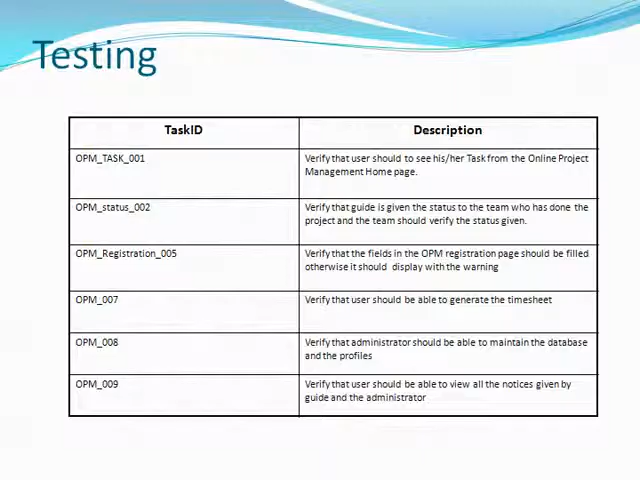 Testing
TaskID
Description
OPM_TASK_001
Verify that user should to see his/her Task from the Online Project
Management Home page.
OPM_status_002
Verify that guide is given the status to the team who has done the
project and the team should verify the status given.
OPM_Registration_005
Verify that the fields in the OPM registration page should be filled
otherwise it should display with the warning
OPM_007
Verify that user should be able to generate the timesheet
OPM_008
Verify that administrator should be able to maintain the database
and the profiles
OPM_009
Verify that user should be able to view all the notices given by
guide and the administrator